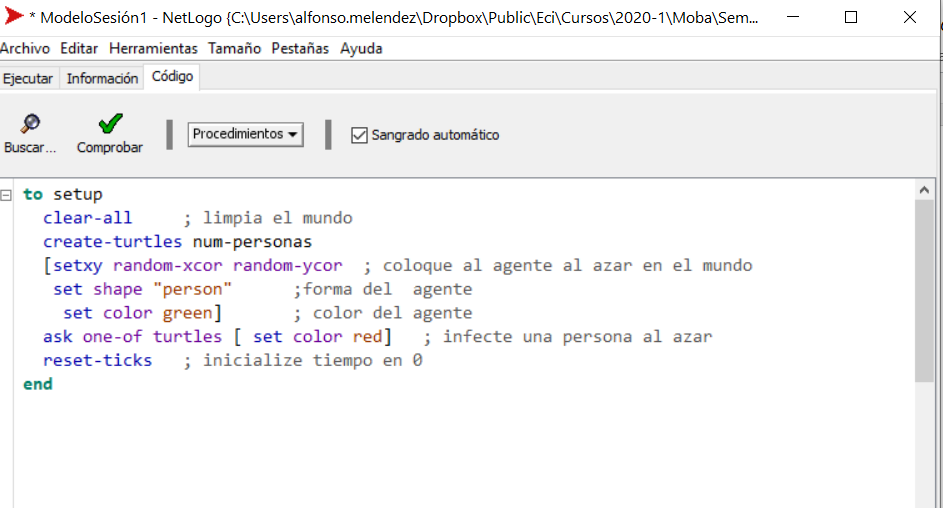 * ModeloSesión1 - NetLogo {C:\Users\alfonso.melendez\Dropbox\Public\Eci\Cursos\2020-1\Moba\Sem...
Archivo Editar Herramientas Tamaño Pestañas Ayuda
Ejecutar Información Código
Buscar... Comprobar Procedimientos Sangrado automático
to setup
clear-all ; limpia el mundo
create-turtles num-personas
[setxy random-xcor random-ycor ; coloque al agente al azar en el mundo
set shape "person" ;forma del agente
set color green] ; color del agente
ask one-of turtles [ set color red] ; infecte una persona al azar
reset-ticks ; inicialize tiempo en 0
end